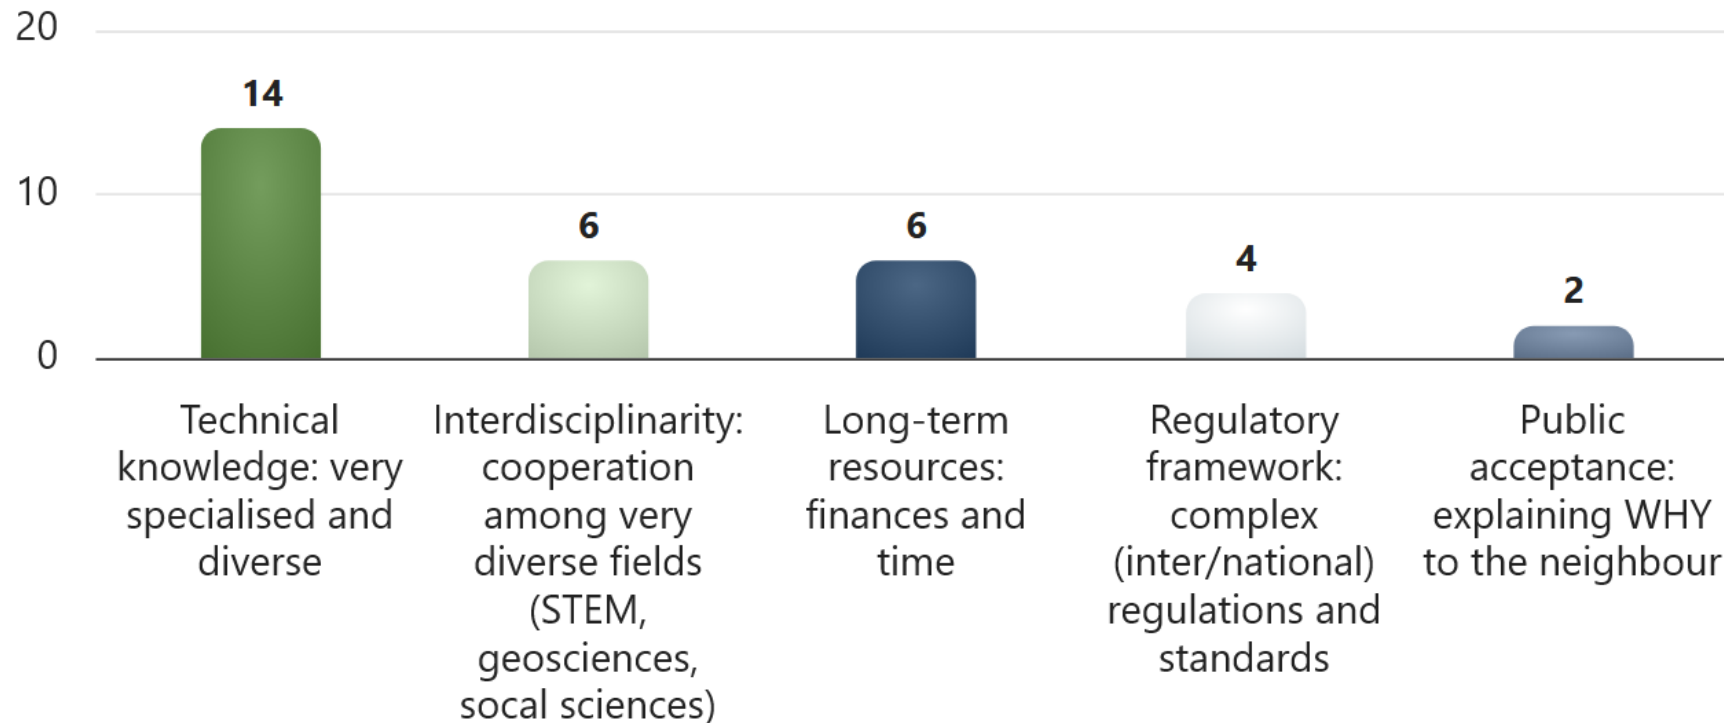 20
14
10
6
6
4
2
0
Technical
knowledge: very
specialised and
diverse
Interdisciplinarity:
cooperation
among very
diverse fields
(STEM,
geosciences,
socal sciences)
Long-term
resources:
finances and
time
Regulatory
framework:
complex
(inter/national)
regulations and
standards
Public
acceptance:
explaining WHY
to the neighbour